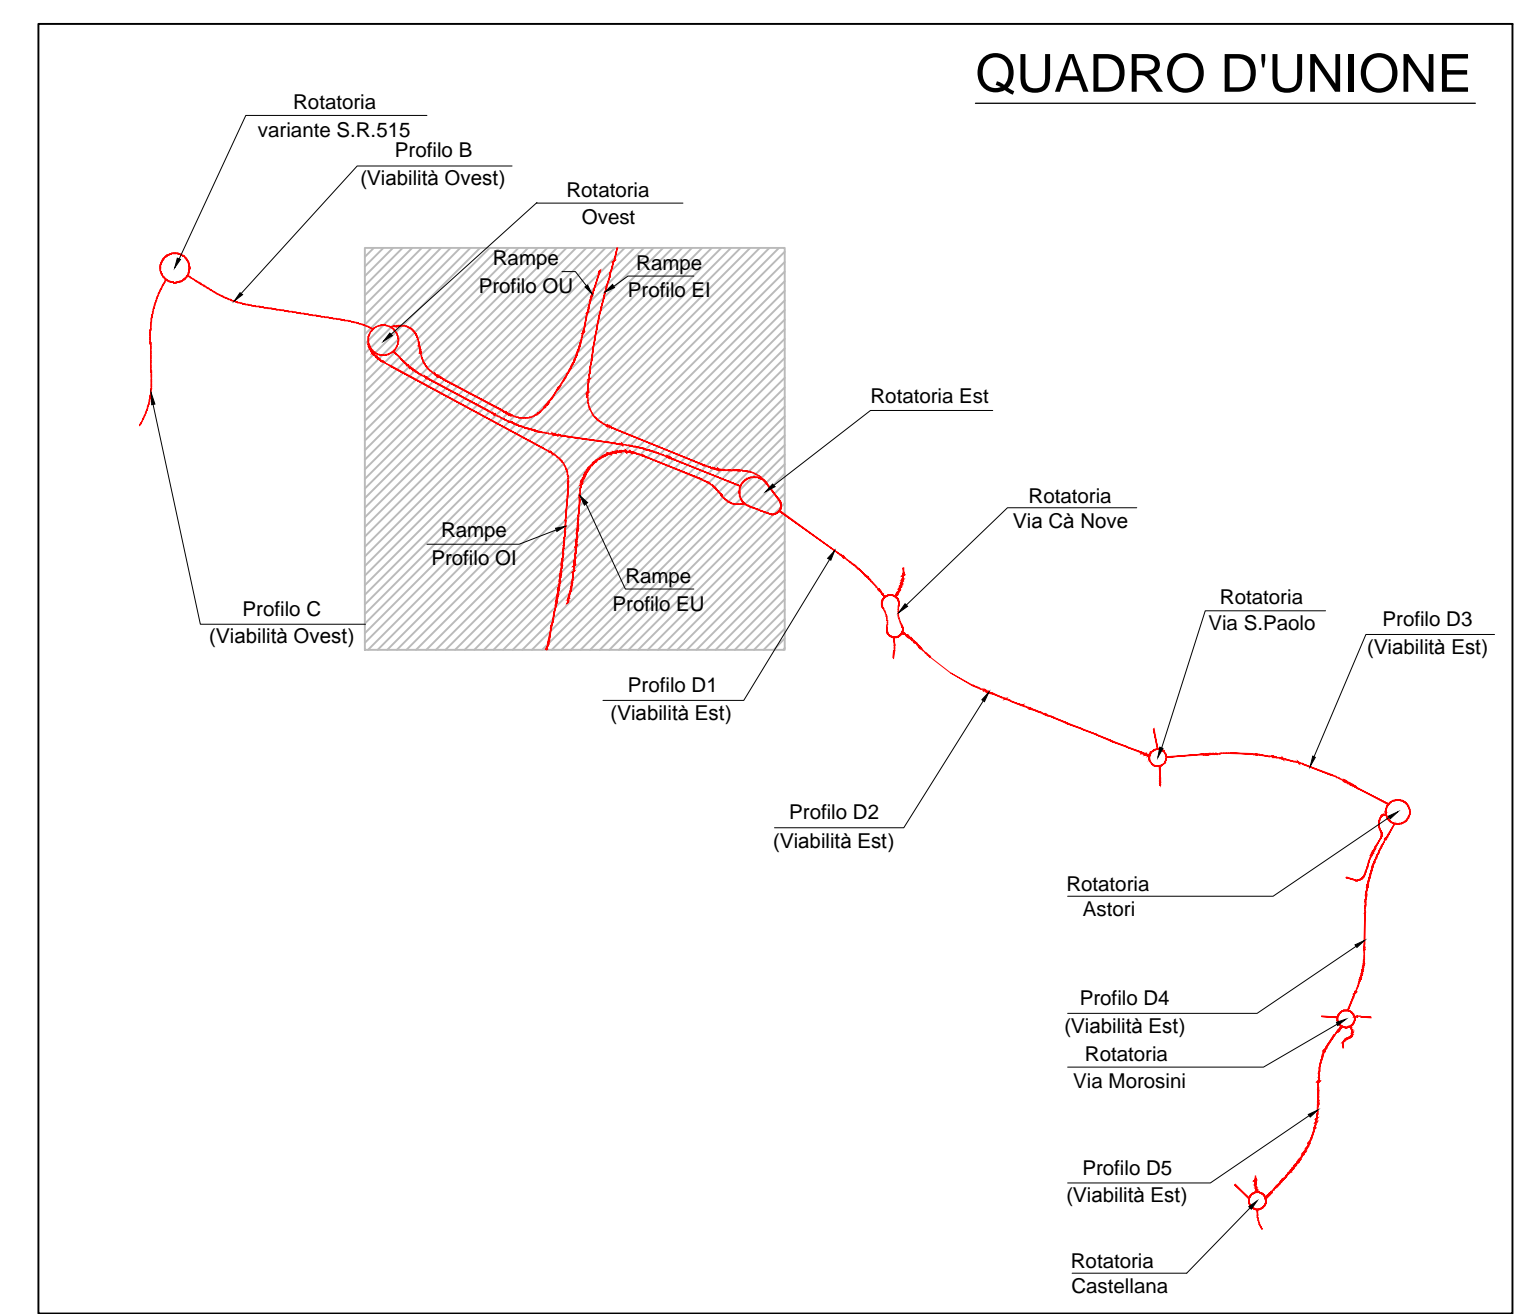 QUADRO D'UNIONE
Rotatoria
variante S.R.515
Profilo B
(Viabilità Ovest)
Rotatoria
Ovest
Rampe
Profilo OU
Rampe
Profilo EI
Rotatoria Est
Rotatoria
Via Cà Nove
Rampe
Profilo OI
Rampe
Profilo EU
Profilo C
(Viabilità Ovest)
Rotatoria
Via S.Paolo
Profilo D3
(Viabilità Est)
Profilo D1
(Viabilità Est)
Profilo D2
(Viabilità Est)
Rotatoria
Astori
Profilo D4
(Viabilità Est)
Rotatoria
Via Morosini
Profilo D5
(Viabilità Est)
Rotatoria
Castellana